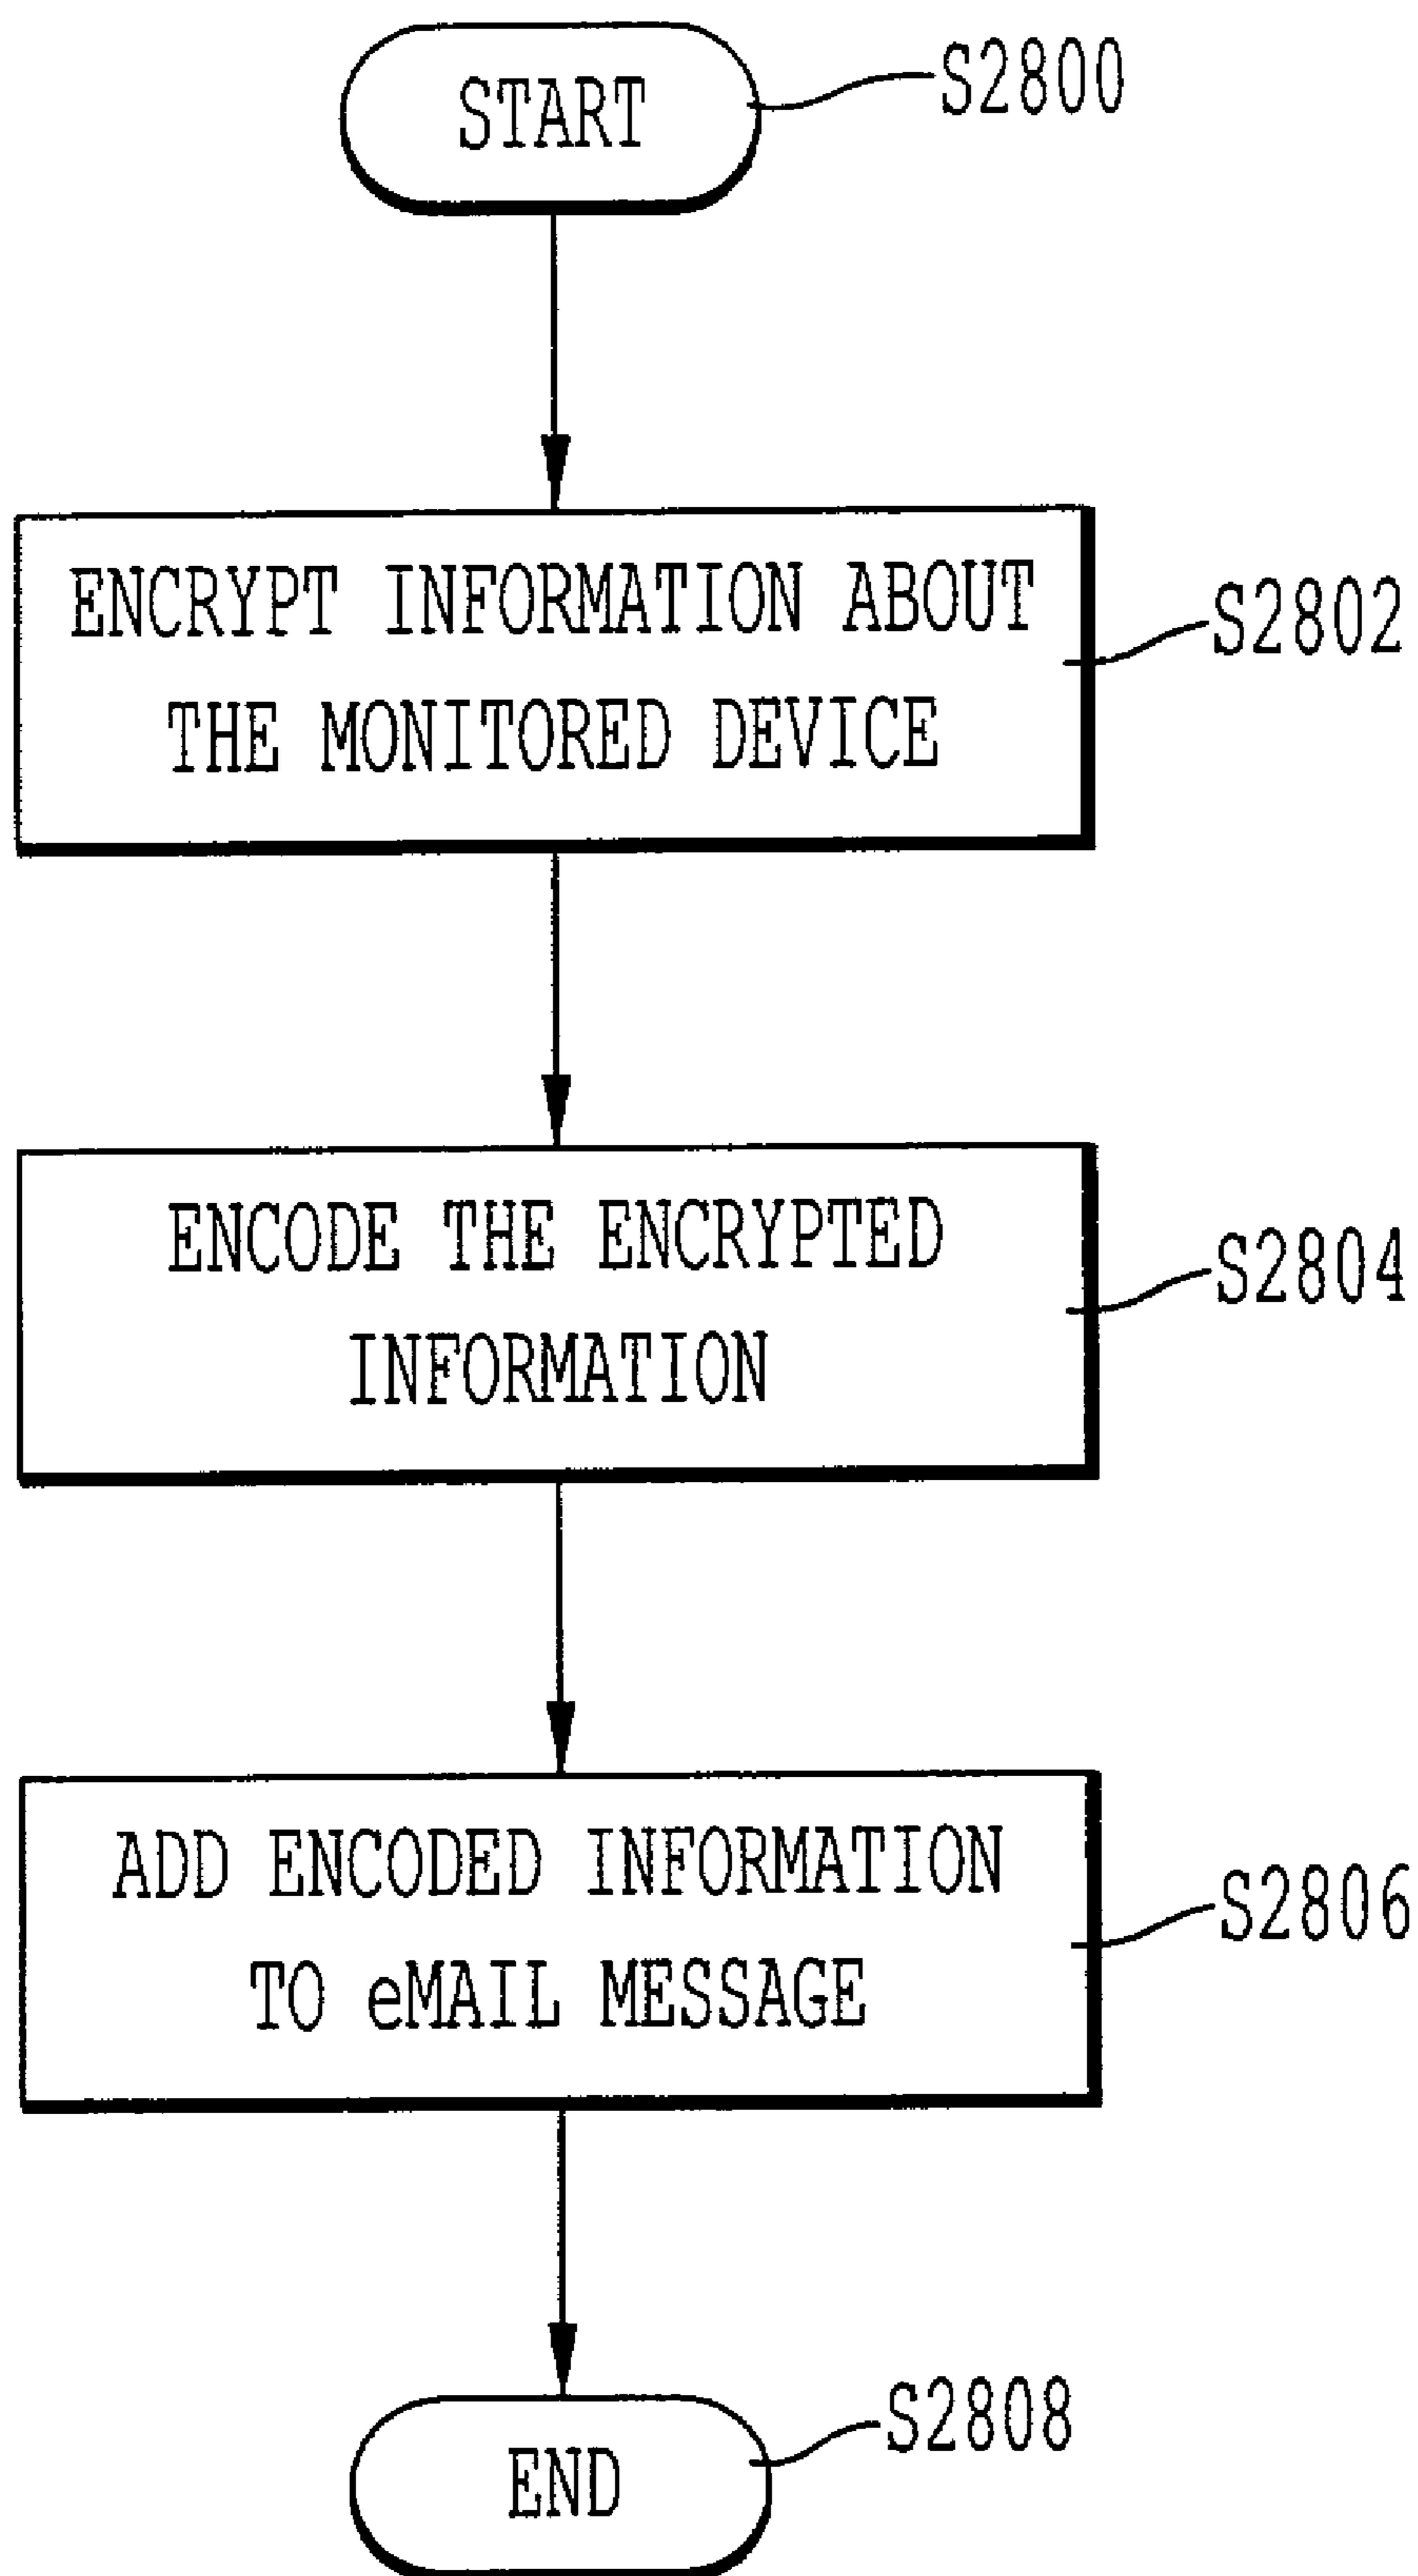 START
S2800
ENCRYPT INFORMATION ABOUT
THE MONITORED DEVICE
S2802
ENCODE THE ENCRYPTED
INFORMATION
S2804
ADD ENCODED INFORMATION
TO eMAIL MESSAGE
S2806
END
S2808